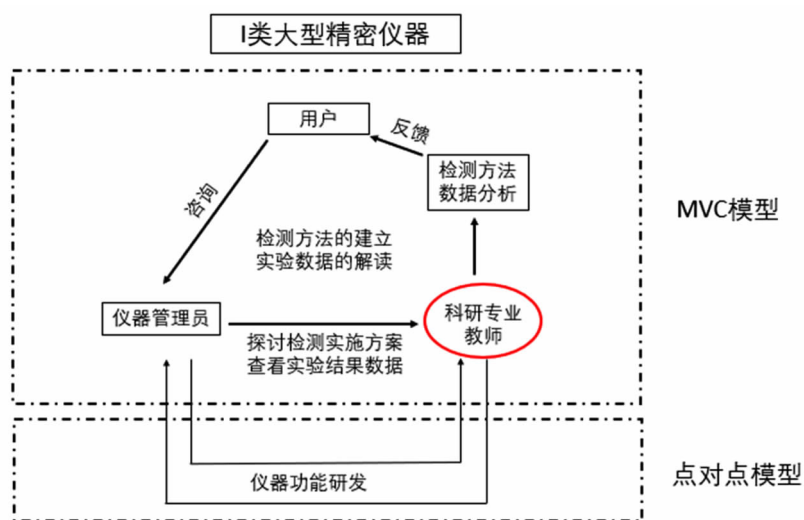 I类大型精密仪器
用户
反馈
检测方法
数据分析
MVC模型
咨询
检测方法的建立
实验数据的解读
仪器管理员
科研专业
教师
探讨检测实施方案
查看实验结果数据
仪器功能研发
点对点模型